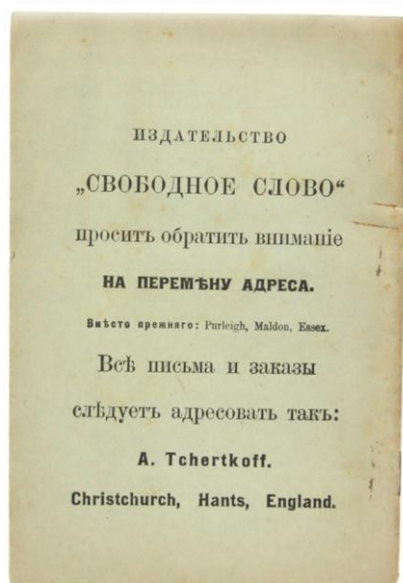 ИЗДАТЕЛЬСТВО
„СВОБОДНОЕ СЛОВО“
проситъ обратить вниманіе
НА ПЕРЕМѢНУ АДРЕСА.
Вмѣсто прежняго: Purleigh, Maldon, Essex.
Всѣ письма и заказы
слѣдуетъ адресовать такъ:
A. Tchertkoff.
Christchurch, Hants, England.